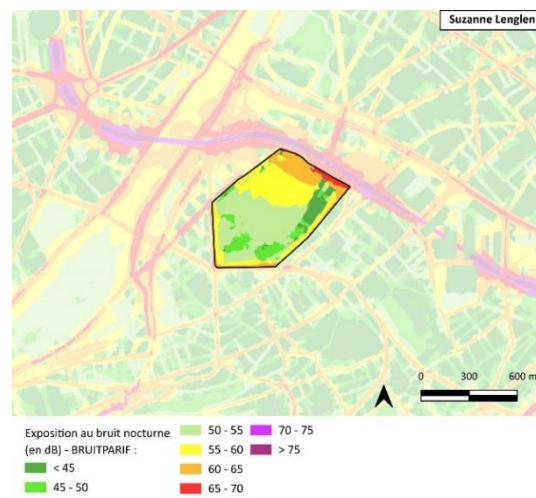 Suzanne Lenglen
0 300 600 m
Exposition au bruit nocturne
(en dB) - BRUITPARIF :
< 45
45 - 50
50 - 55
55 - 60
60 - 65
65 - 70
70 - 75
> 75